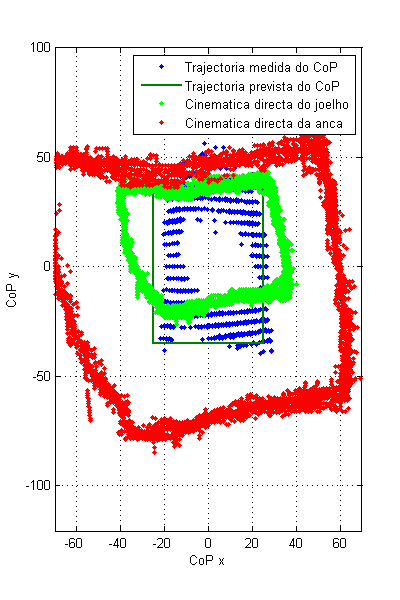 100
50
0
-50
-100
CoP y
Trajectoria medida do CoP
Trajectoria prevista do CoP
Cinematica directa do joelho
Cinematica directa da anca
-60 -40 -20 0 20 40 60
CoP x